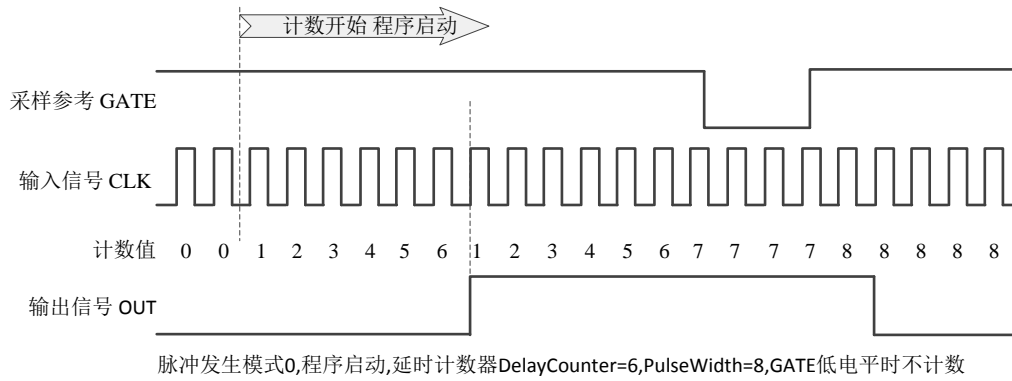 计数开始 程序启动
采样参考 GATE
输入信号 CLK
计数值 0 0 1 2 3 4 5 6 1 2 3 4 5 6 7 7 7 7 8 8 8 8 8
输出信号 OUT
脉冲发生模式0,程序启动,延时计数器DelayCounter=6,PulseWidth=8,GATE低电平时不计数